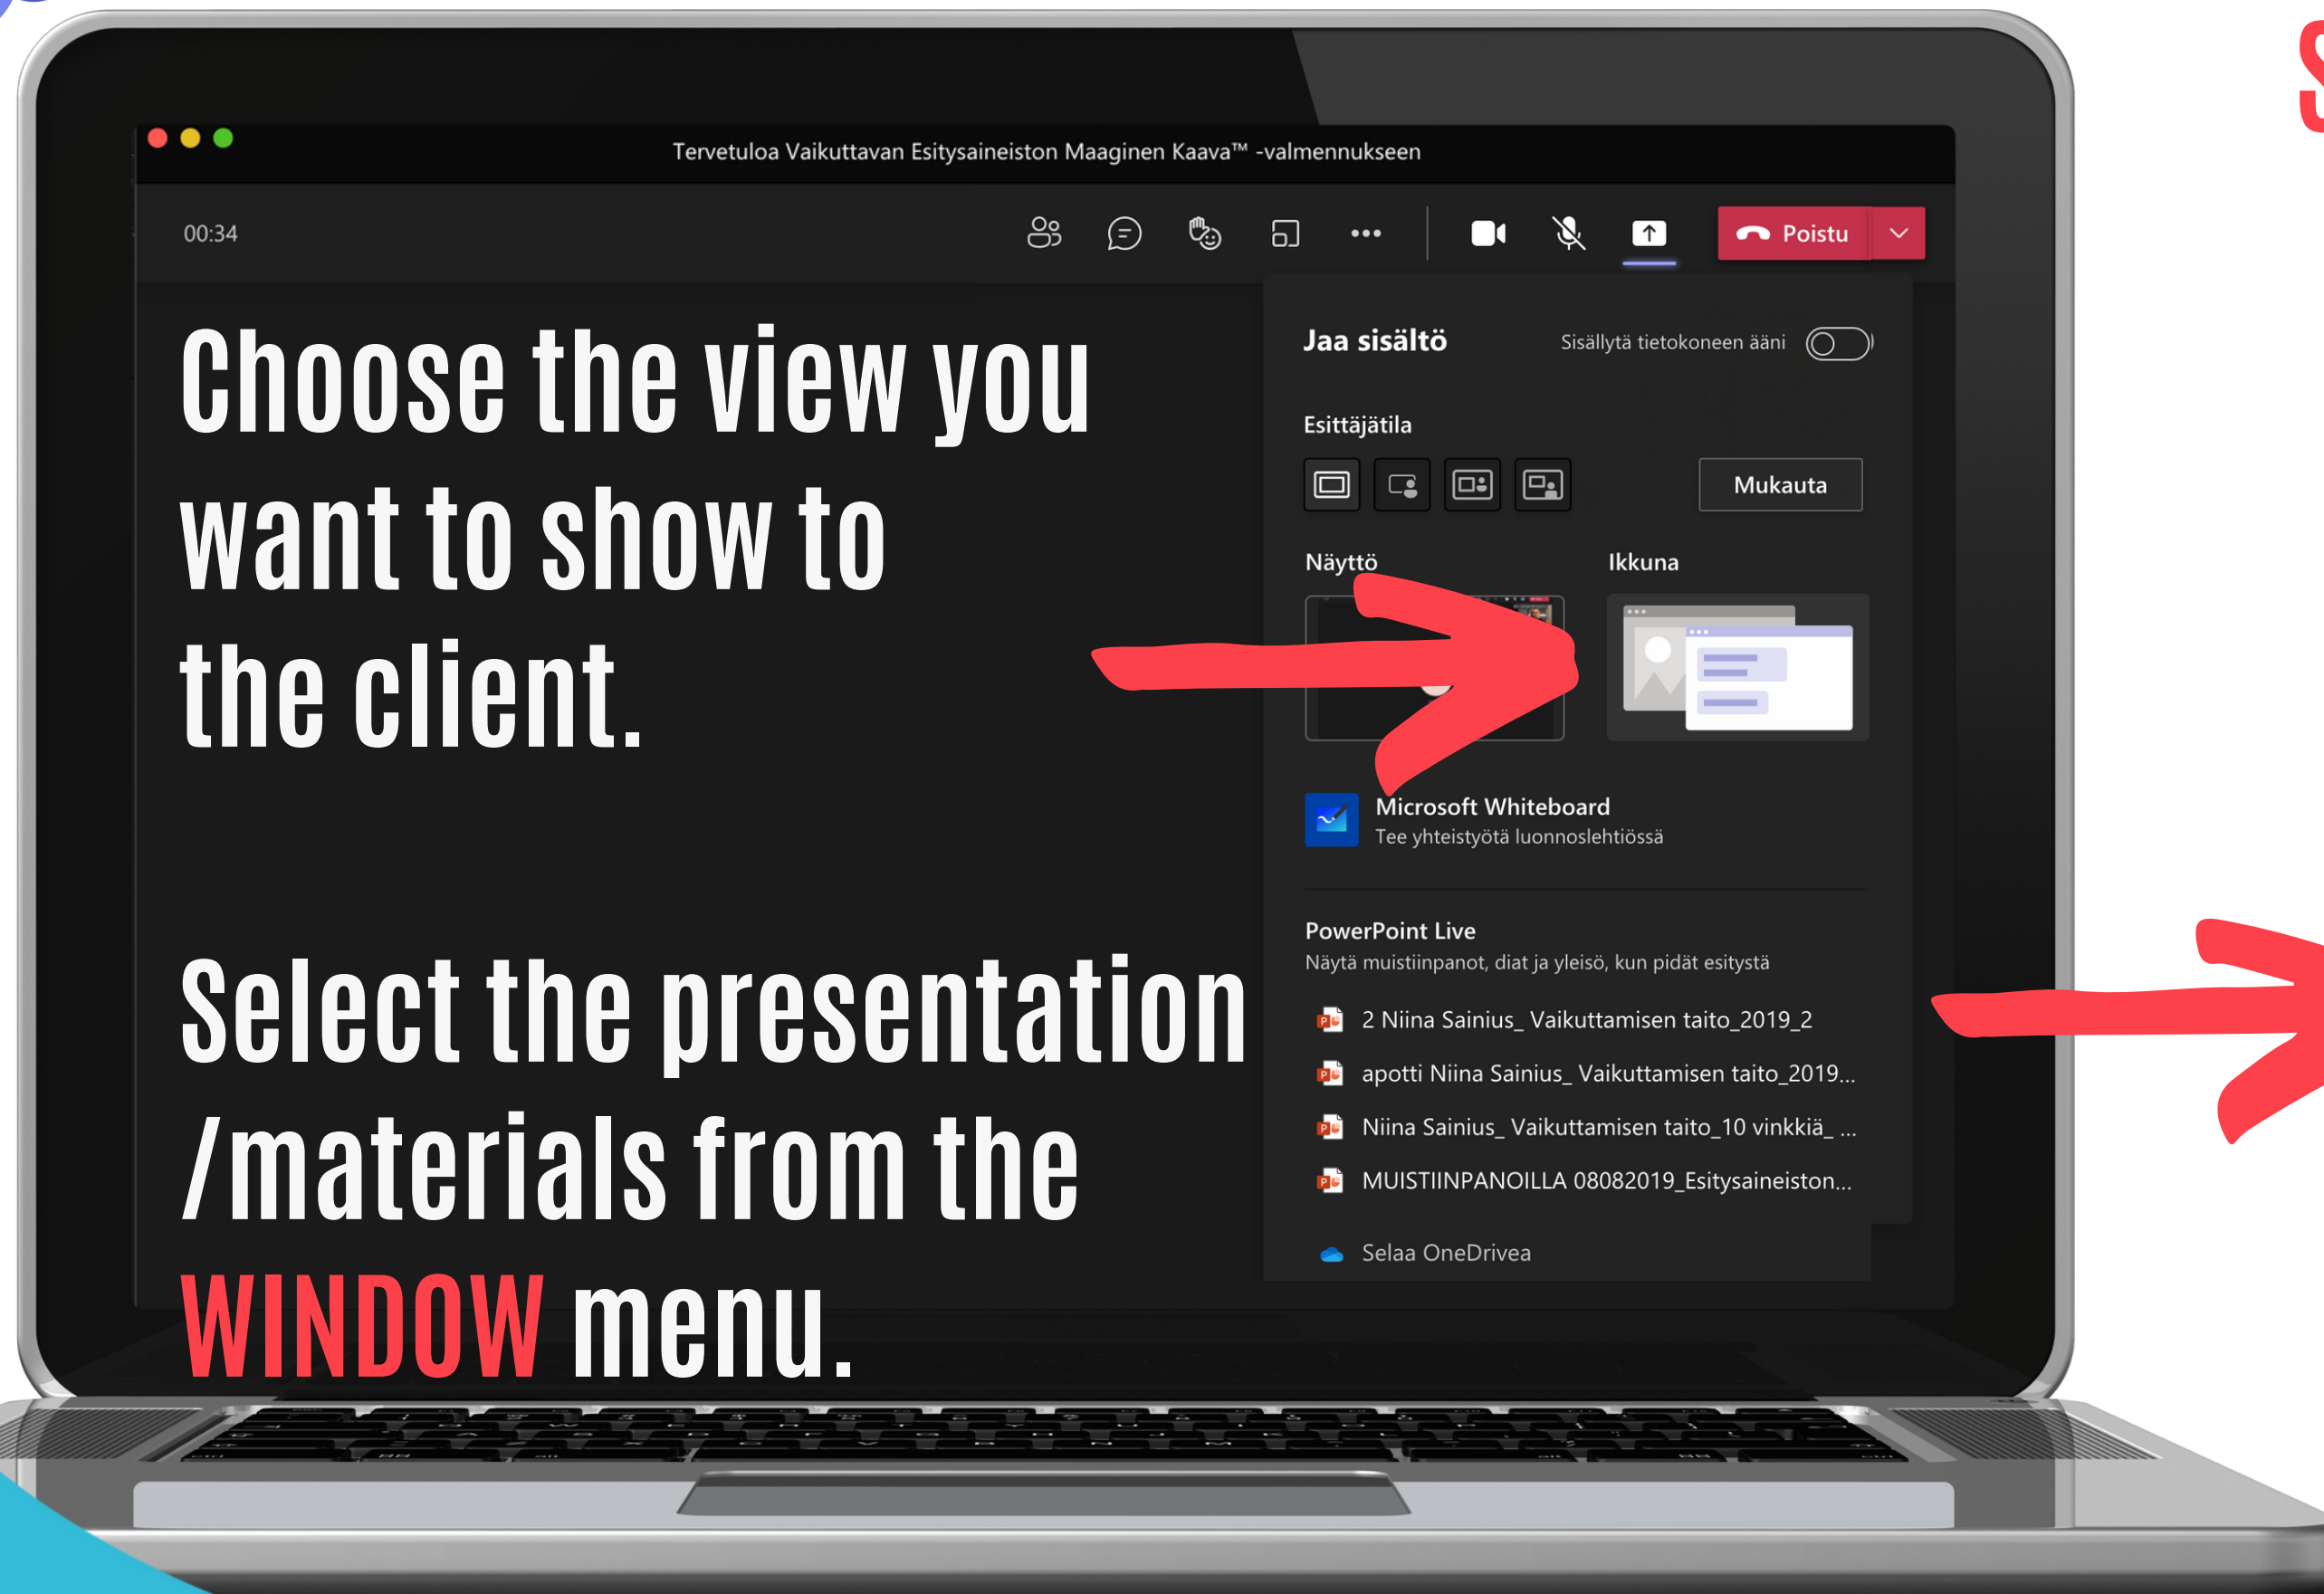 Tervetuloa Vaikuttavan Esitysaineiston Maaginen Kaava™ -valmennukseen
00:34
Poistu
Choose the view you
want to show to
the client.
Select the presentation
/materials from the
WINDOW menu.
Jaa sisältö
Sisällytä tietokoneen ääni
Esittäjätila
Mukauta
Näyttö
Ikkuna
Microsoft Whiteboard
Tee yhteistyötä luonnoslehtiössä
PowerPoint Live
Näytä muistiinpanot, diat ja yleisö, kun pidät esitystä
2 Niina Sainius_ Vaikuttamisen taito_2019_2
apotti Niina Sainius_ Vaikuttamisen taito_2019...
Niina Sainius_ Vaikuttamisen taito_10 vinkkiä_ ...
MUISTIINPANOILLA 08082019_Esitysaineiston...
Selaa OneDrivea